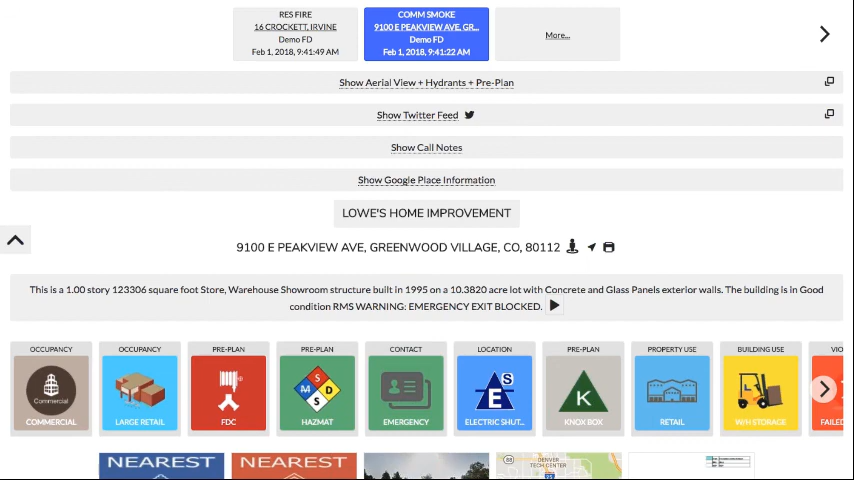 RES FIRE
16 CROCKETT, IRVINE
Demo FD
Feb 1, 2018, 9:41:49 AM
COMM SMOKE
9100 E PEAKVIEW AVE, GR...
Demo FD
Feb 1, 2018, 9:41:22 AM
More...
Show Aerial View + Hydrants + Pre-Plan
Show Twitter Feed
Show Call Notes
Show Google Place Information
LOWE'S HOME IMPROVEMENT
9100 E PEAKVIEW AVE, GREENWOOD VILLAGE, CO, 80112
This is a 1.00 story 123306 square foot Store, Warehouse Showroom structure built in 1995 on a 10.3820 acre lot with Concrete and Glass Panels exterior walls. The building is in Good
condition RMS WARNING: EMERGENCY EXIT BLOCKED.
OCCUPANCY
Commercial
COMMERCIAL
OCCUPANCY
LARGE RETAIL
PRE-PLAN
FDC
PRE-PLAN
S
M D
S
HAZMAT
CONTACT
EMERGENCY
LOCATION
S
E
ELECTRIC SHUT...
PRE-PLAN
K
KNOX BOX
PROPERTY USE
RETAIL
BUILDING USE
W/H STORAGE
VIO
FAILED
NEAREST
NEAREST
88
DENVER
TECH CENTER